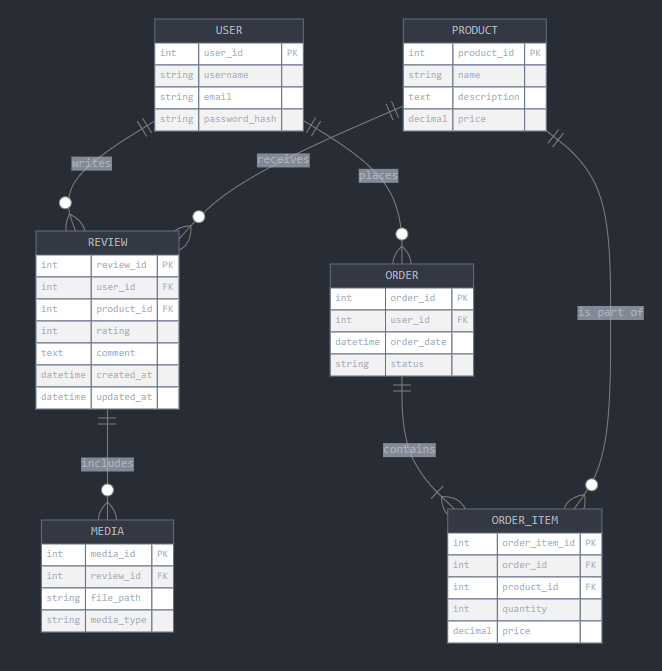 USER
int user_id PK
string username
string email
string password_hash
PRODUCT
int product_id PK
string name
text description
decimal price
writes
receives
places
REVIEW
int review_id PK
int user_id FK
int product_id FK
int rating
text comment
datetime created_at
datetime updated_at
ORDER
int order_id PK
int user_id FK
datetime order_date
string status
is part of
contains
includes
MEDIA
int media_id PK
int review_id FK
string file_path
string media_type
ORDER_ITEM
int order_item_id PK
int order_id FK
int product_id FK
int quantity
decimal price